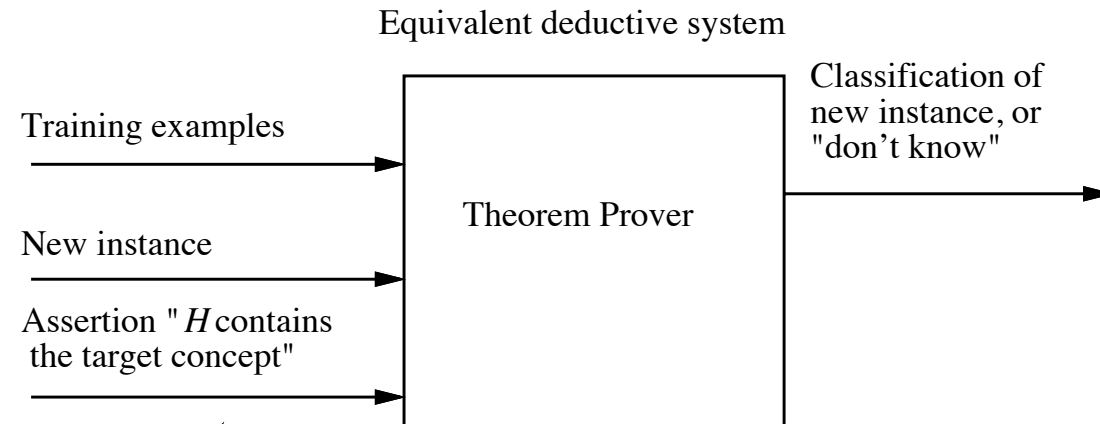 Equivalent deductive system
Training examples
New instance
Assertion " H contains
the target concept"
Theorem Prover
Classification of
new instance, or
"don't know"